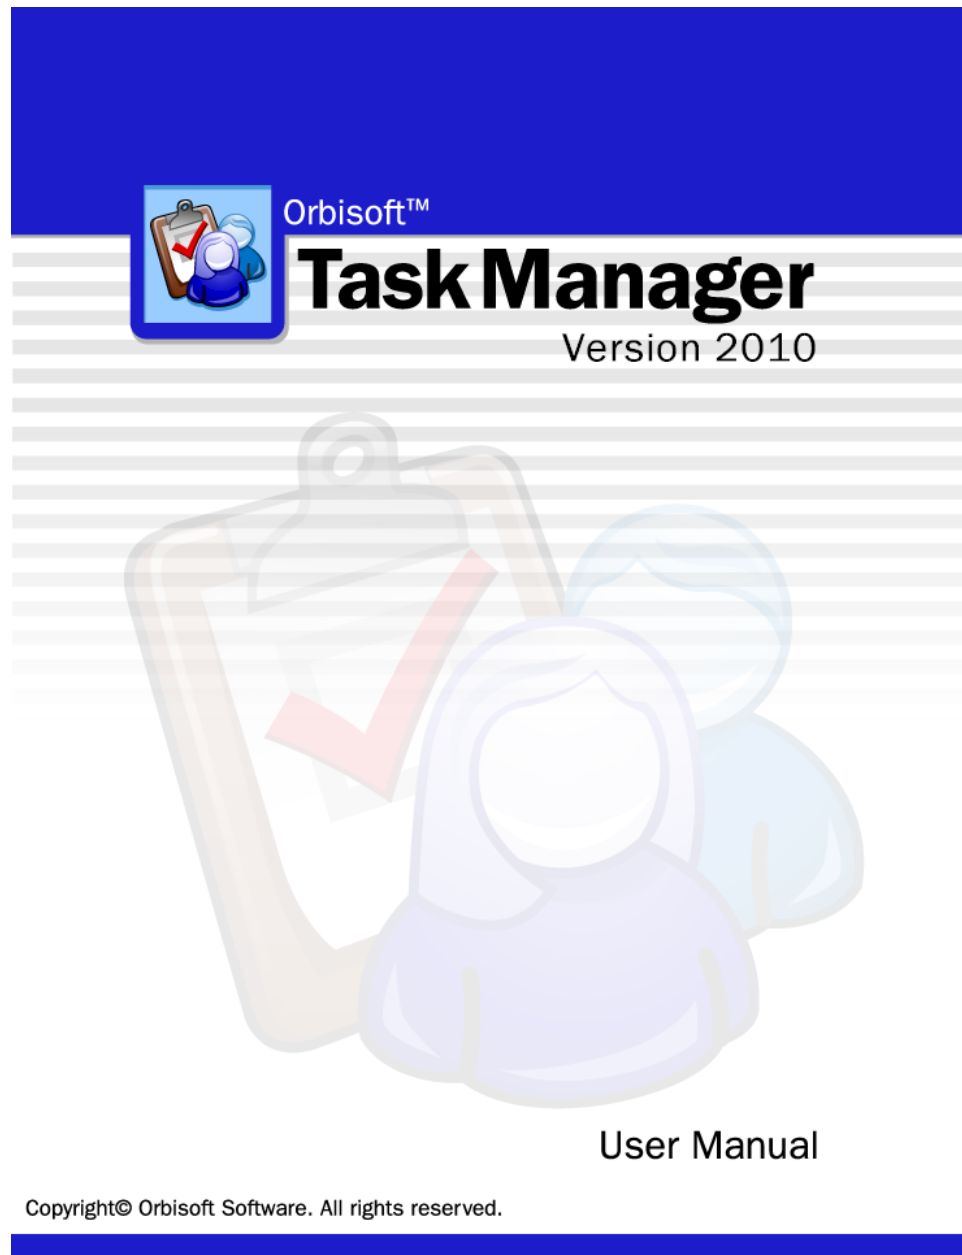 Orbisoft™
Task Manager
Version 2010
User Manual
Copyright© Orbisoft Software. All rights reserved.